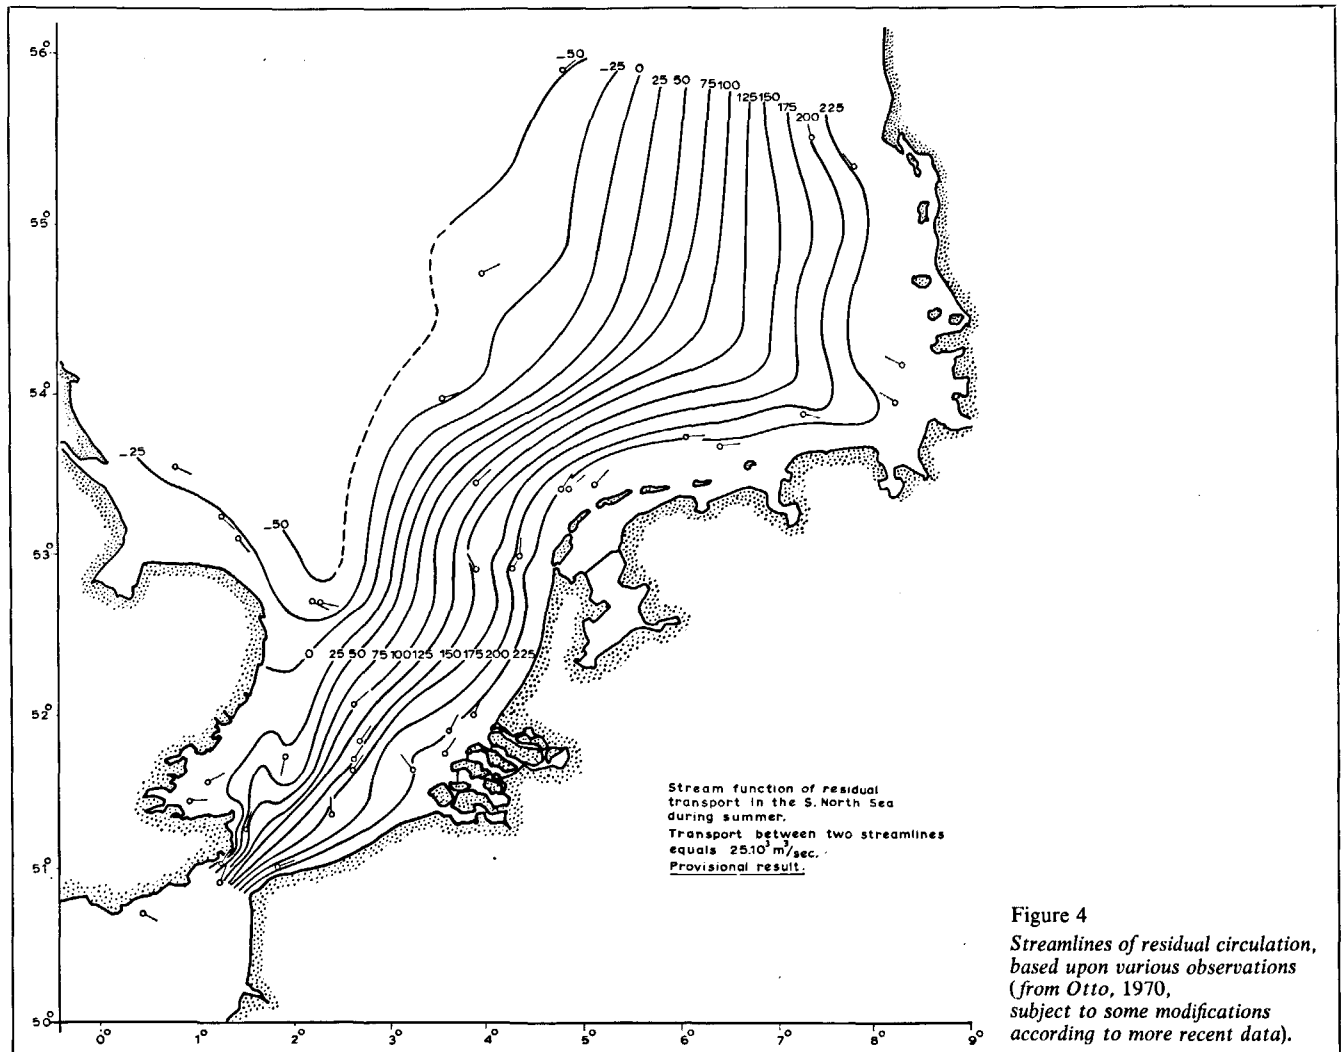 56°
55°
54°
53°
52°
51°
50°
0° 1° 2° 3° 4° 5° 6° 7° 8° 9°
-50
-25 0 25 50 75 100 125 150 175 200 225
-25
-50
0 25 50 75 100 125 150 175 200 225
Stream function of residual
transport in the S. North Sea
during summer.
Transport between two streamlines
equals 25.10³ m³/sec.
Provisional result.
Figure 4
Streamlines of residual circulation,
based upon various observations
(from Otto, 1970,
subject to some modifications
according to more recent data).